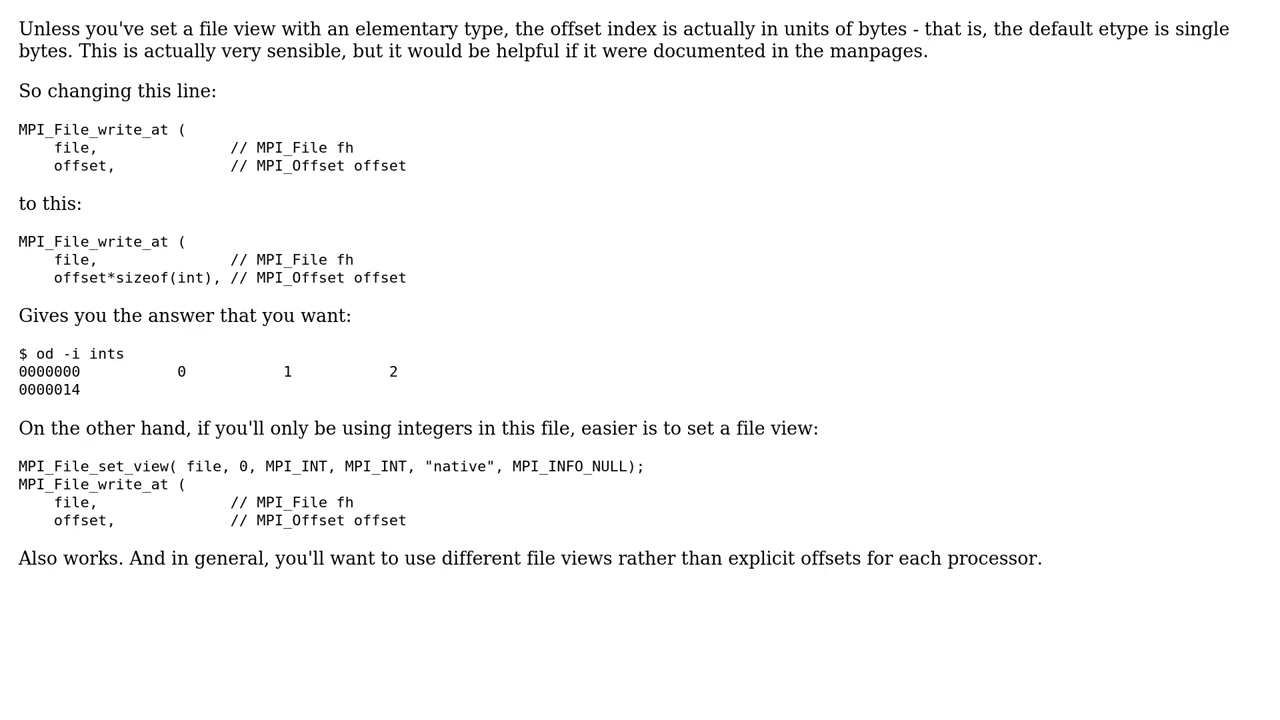 Unless you've set a file view with an elementary type, the offset index is actually in units of bytes - that is, the default etype is single
bytes. This is actually very sensible, but it would be helpful if it were documented in the manpages.
So changing this line:
MPI_File_write_at (
    file,               // MPI_File fh
    offset,             // MPI_Offset offset
to this:
MPI_File_write_at (
    file,               // MPI_File fh
    offset*sizeof(int), // MPI_Offset offset
Gives you the answer that you want:
$ od -i ints
0000000           0           1           2
0000014
On the other hand, if you'll only be using integers in this file, easier is to set a file view:
MPI_File_set_view( file, 0, MPI_INT, MPI_INT, "native", MPI_INFO_NULL);
MPI_File_write_at (
    file,               // MPI_File fh
    offset,             // MPI_Offset offset
Also works. And in general, you'll want to use different file views rather than explicit offsets for each processor.